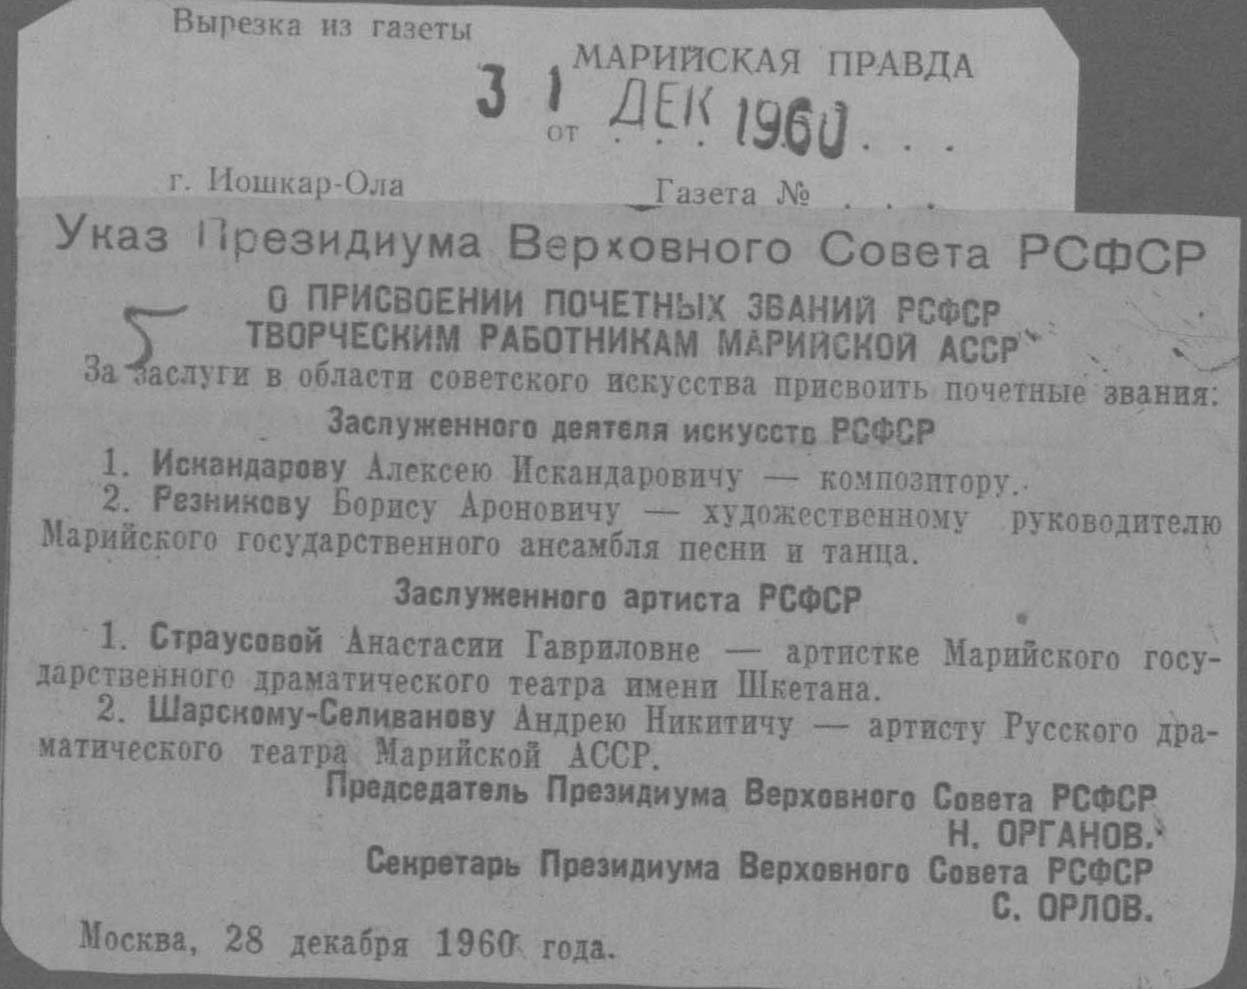 Вырезка из газеты
МАРИЙСКАЯ ПРАВДА
31 ДЕК 1960
от . . . . . .
г. Йошкар-Ола Газета № . . .
Указ Президиума Верховного Совета РСФСР
О ПРИСВОЕНИИ ПОЧЕТНЫХ ЗВАНИЙ РСФСР
ТВОРЧЕСКИМ РАБОТНИКАМ МАРИЙСКОЙ АССР
За заслуги в области советского искусства присвоить почетные звания:
Заслуженного деятеля искусств РСФСР
1. Искандарову Алексею Искандаровичу — композитору.
2. Резникову Борису Ароновичу — художественному руководителю
Марийского государственного ансамбля песни и танца.
Заслуженного артиста РСФСР
1. Страусовой Анастасии Гавриловне — артистке Марийского госу-
дарственного драматического театра имени Шкетана.
2. Шарскому-Селиванову Андрею Никитичу — артисту Русского дра-
матического театра Марийской АССР.
Председатель Президиума Верховного Совета РСФСР
Н. ОРГАНОВ.
Секретарь Президиума Верховного Совета РСФСР
С. ОРЛОВ.
Москва, 28 декабря 1960 года.